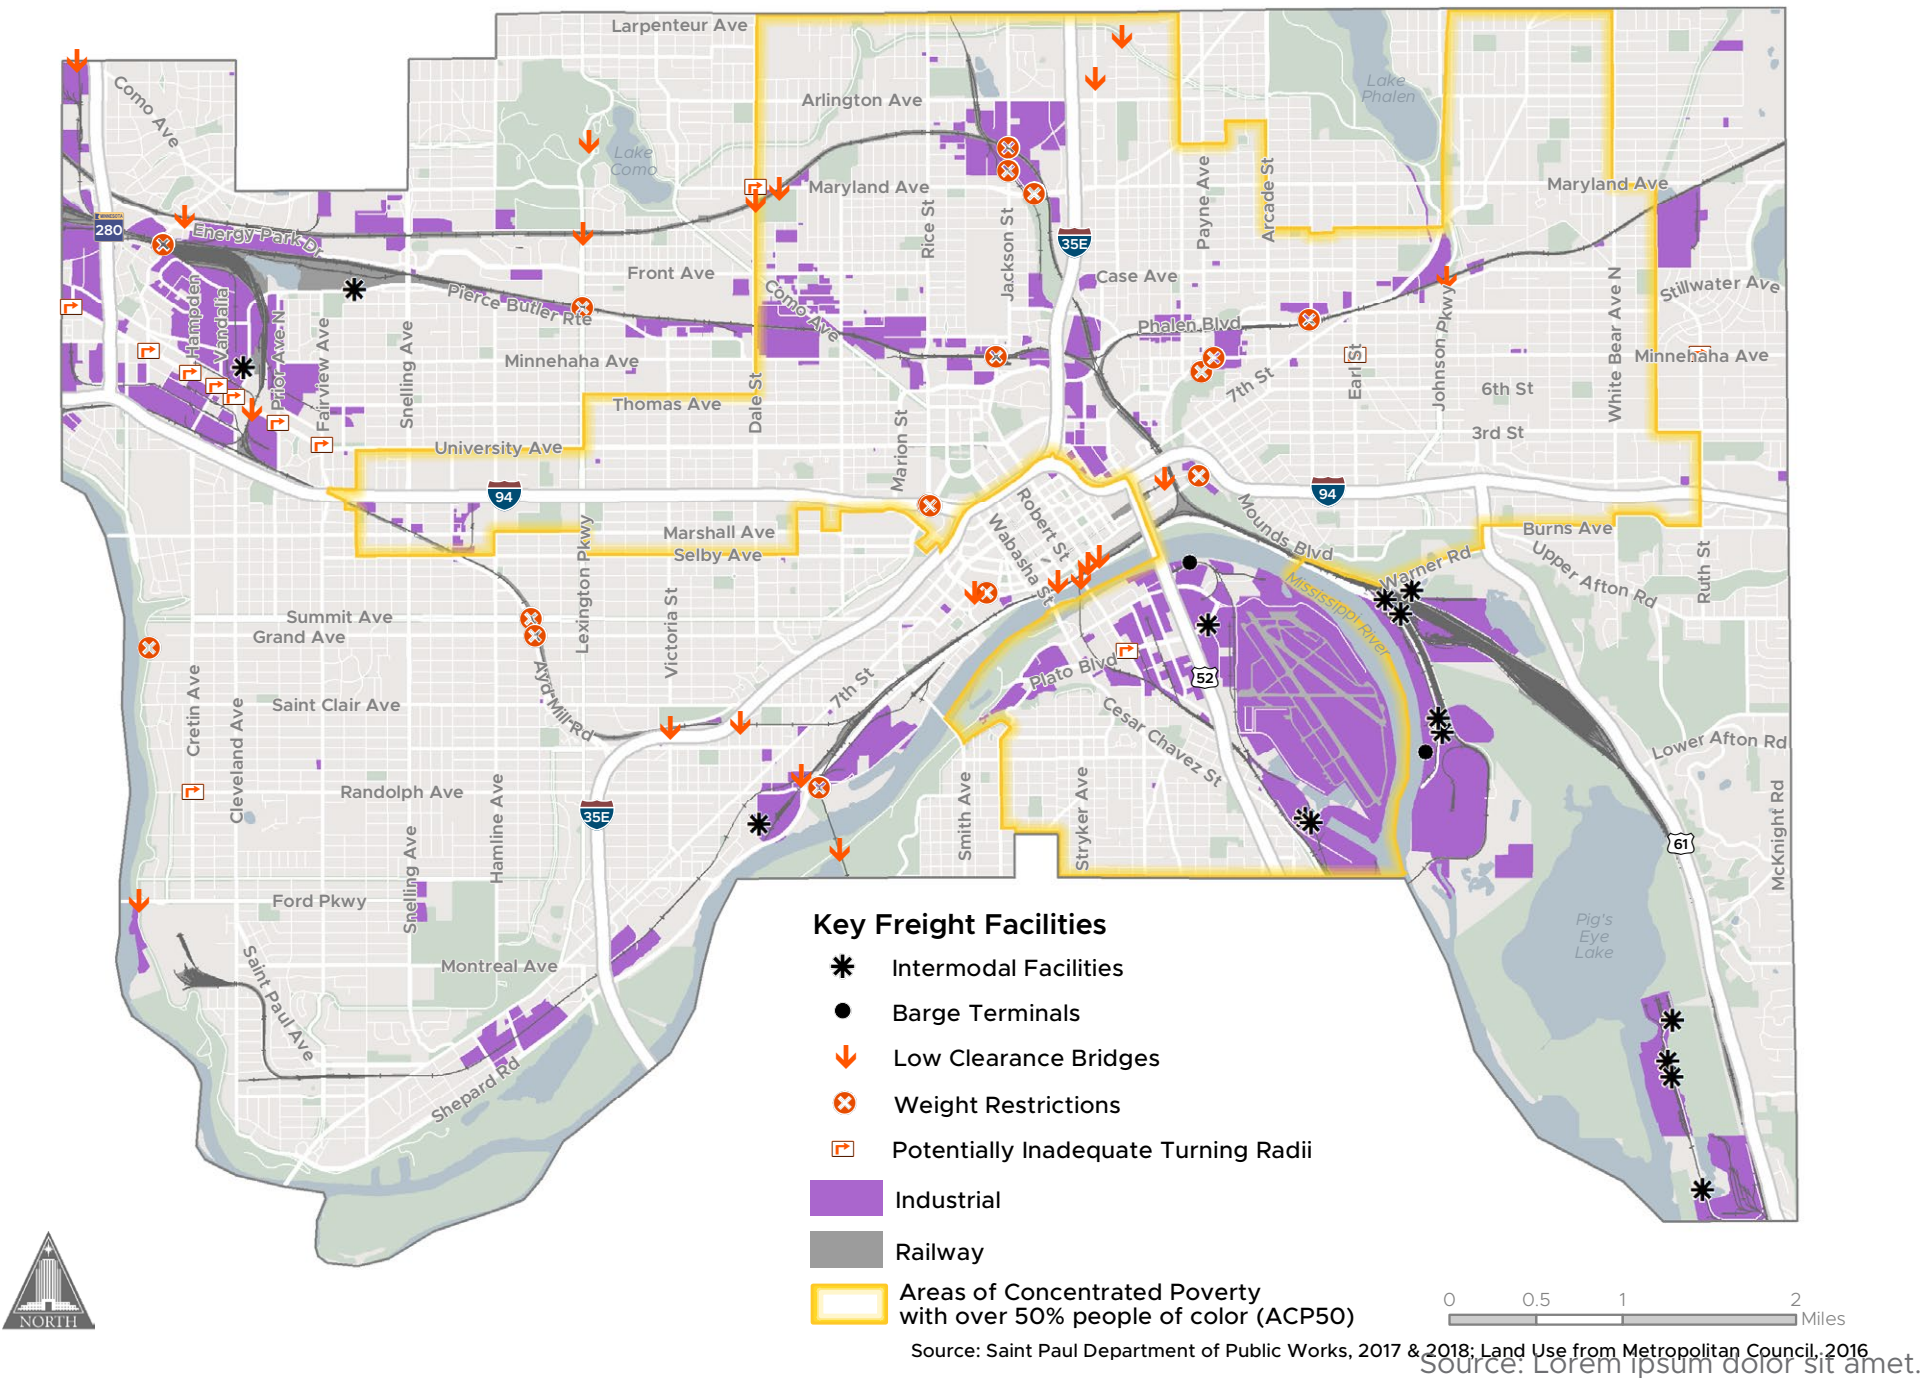 Larpenteur Ave
Como Ave
Arlington Ave
Lake
Phalen
Lake
Como
Maryland Ave
Maryland Ave
Payne Ave
Arcade St
Rice St
Jackson St
MINNESOTA
280
Energy Park Dr
35E
Front Ave
Case Ave
Stillwater Ave
Hampden
Vandalia
Pierce Butler Rte
Como Ave
Phalen Blvd
Johnson Pkwy
White Bear Ave N
Prior Ave N
Fairview Ave
Snelling Ave
Minnehaha Ave
Minnehaha Ave
Earl St
7th St
6th St
Dale St
Thomas Ave
Marion St
3rd St
University Ave
94
94
Robert St
Wabasha St
Mounds Blvd
Marshall Ave
Selby Ave
Burns Ave
Upper Afton Rd
Ruth St
Warner Rd
Mississippi River
Lexington Pkwy
Victoria St
Summit Ave
Grand Ave
Ayd Mill Rd
Plato Blvd
52
Cretin Ave
Cleveland Ave
Saint Clair Ave
7th St
Cesar Chavez St
Lower Afton Rd
Randolph Ave
Hamline Ave
35E
Smith Ave
Stryker Ave
McKnight Rd
61
Snelling Ave
Ford Pkwy
Pig's
Eye
Lake
Montreal Ave
Saint Paul Ave
Shepard Rd
Key Freight Facilities
Intermodal Facilities
Barge Terminals
Low Clearance Bridges
Weight Restrictions
Potentially Inadequate Turning Radii
Industrial
Railway
Areas of Concentrated Poverty
with over 50% people of color (ACP50)
NORTH
0 0.5 1 2
Miles
Source: Saint Paul Department of Public Works, 2017 & 2018; Land Use from Metropolitan Council, 2016
Source: Lorem ipsum dolor sit amet.